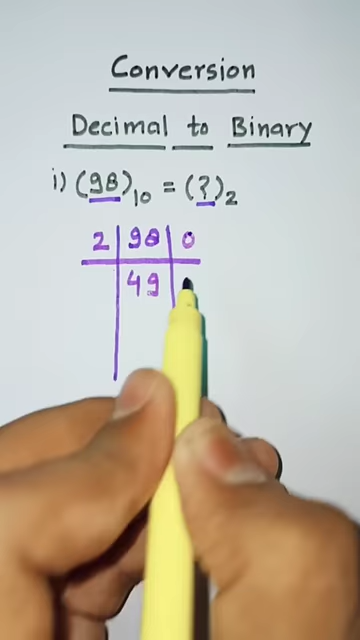 Conversion
Decimal to Binary
i) (98)10 = (?)2
2 98 0
49